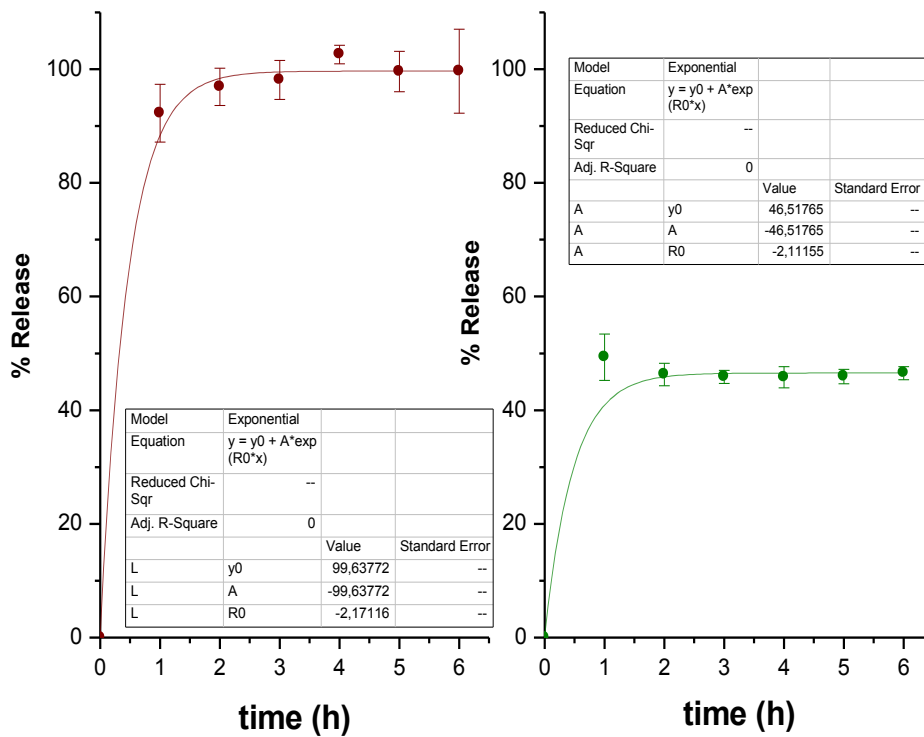 100
80
60
40
20
0
% Release
0 1 2 3 4 5 6
time (h)
Model Exponential
Equation y = y0 + A*exp
(R0*x)
Reduced Chi-
Sqr --
Adj. R-Square 0
Value Standard Error
L y0 99,63772 --
L A -99,63772 --
L R0 -2,17116 --
100
80
60
40
20
0
% Release
0 1 2 3 4 5 6
time (h)
Model Exponential
Equation y = y0 + A*exp
(R0*x)
Reduced Chi-
Sqr --
Adj. R-Square 0
Value Standard Error
A y0 46,51765 --
A A -46,51765 --
A R0 -2,11155 --